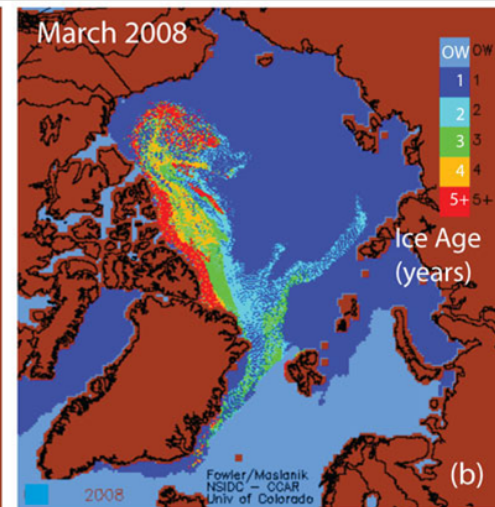 March 2008
OW OW
1 1
2 2
3 3
4 4
5+ 5+
Ice Age
(years)
2008
Fowler/Maslanik
NSIDC – CCAR
Univ of Colorado
(b)